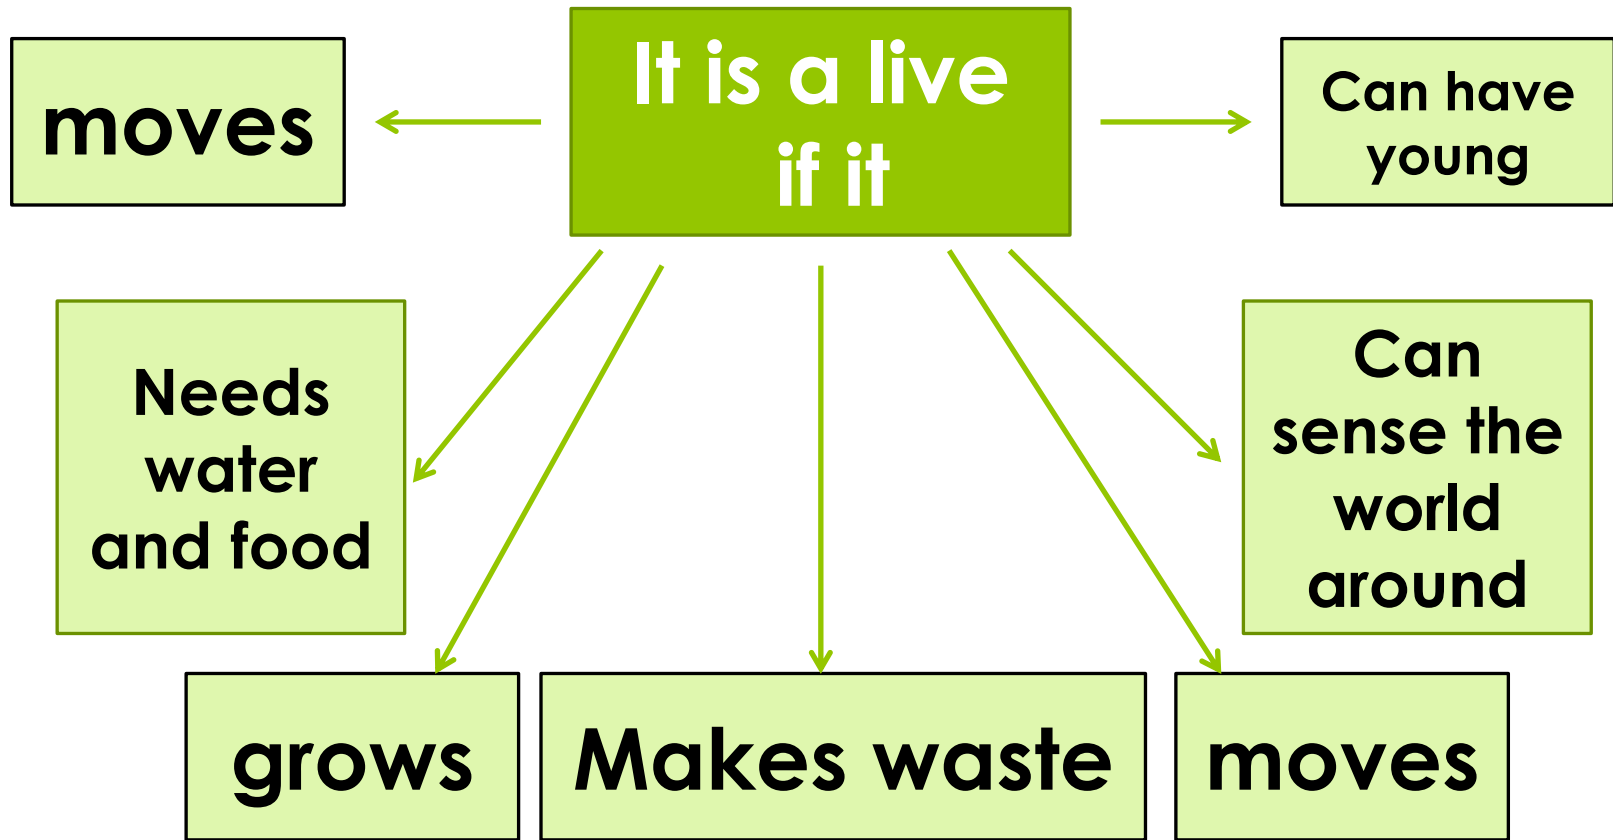 It is a live
if it
moves
Can have
young
Needs
water
and food
Can
sense the
world
around
grows
Makes waste
moves